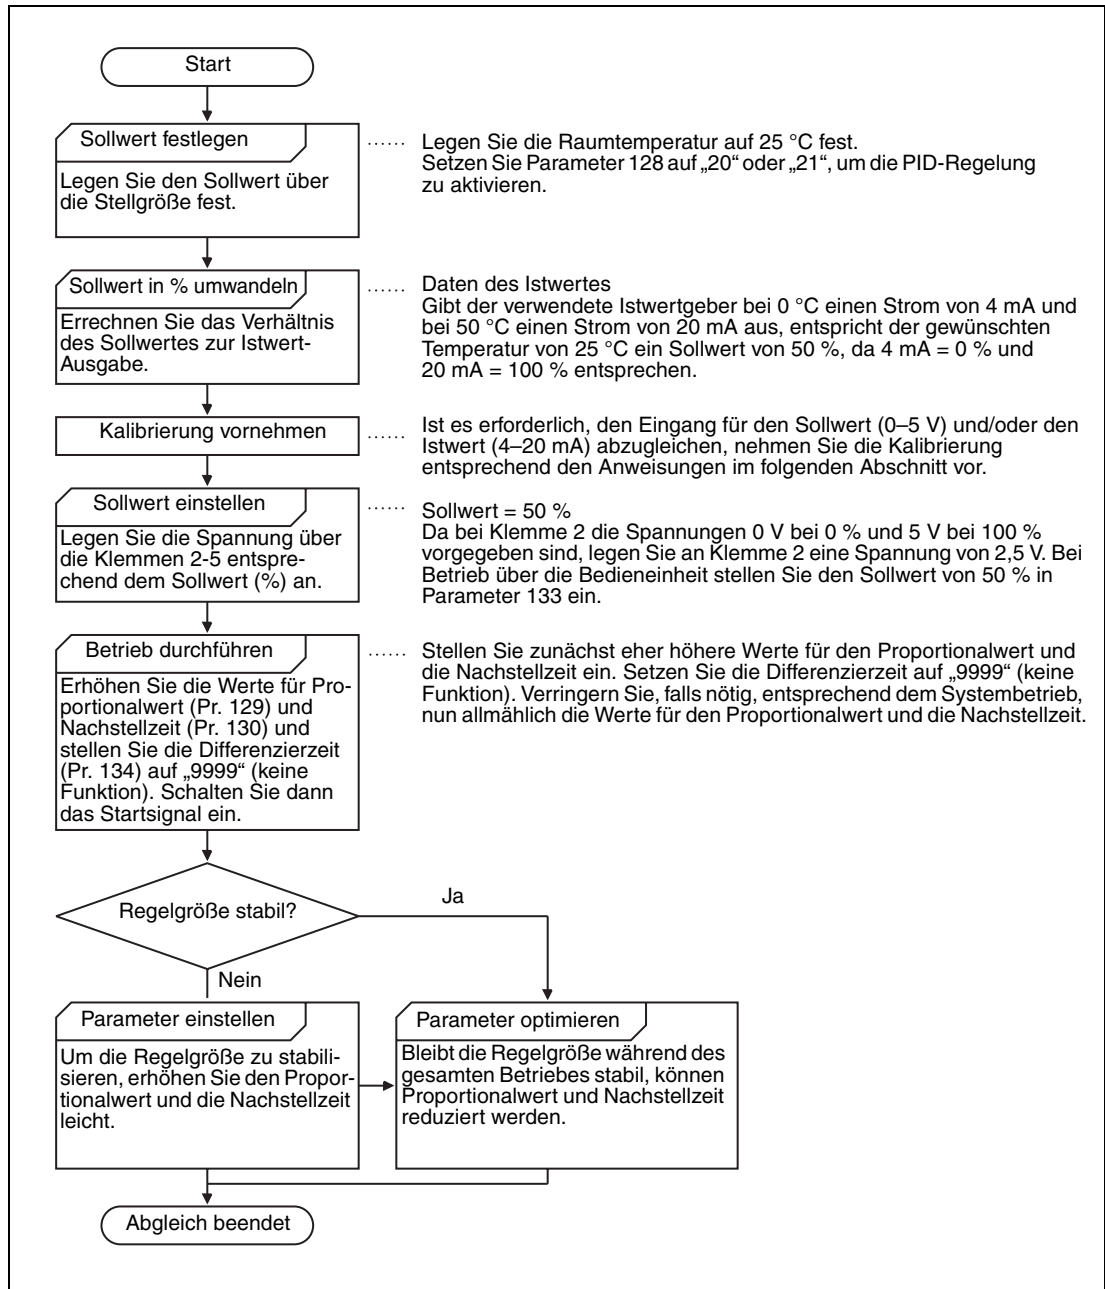 Start
Sollwert festlegen
Legen Sie den Sollwert über
die Stellgröße fest.
...... Legen Sie die Raumtemperatur auf 25 °C fest.
Setzen Sie Parameter 128 auf „20“ oder „21“, um die PID-Regelung
zu aktivieren.
Sollwert in % umwandeln
Errechnen Sie das Verhältnis
des Sollwertes zur Istwert-
Ausgabe.
...... Daten des Istwertes
Gibt der verwendete Istwertgeber bei 0 °C einen Strom von 4 mA und
bei 50 °C einen Strom von 20 mA aus, entspricht der gewünschten
Temperatur von 25 °C ein Sollwert von 50 %, da 4 mA = 0 % und
20 mA = 100 % entsprechen.
Kalibrierung vornehmen
...... Ist es erforderlich, den Eingang für den Sollwert (0–5 V) und/oder den
Istwert (4–20 mA) abzugleichen, nehmen Sie die Kalibrierung
entsprechend den Anweisungen im folgenden Abschnitt vor.
Sollwert einstellen
Legen Sie die Spannung über
die Klemmen 2-5 entspre-
chend dem Sollwert (%) an.
...... Sollwert = 50 %
Da bei Klemme 2 die Spannungen 0 V bei 0 % und 5 V bei 100 %
vorgegeben sind, legen Sie an Klemme 2 eine Spannung von 2,5 V. Bei
Betrieb über die Bedieneinheit stellen Sie den Sollwert von 50 % in
Parameter 133 ein.
Betrieb durchführen
Erhöhen Sie die Werte für Pro-
portionalwert (Pr. 129) und
Nachstellzeit (Pr. 130) und
stellen Sie die Differenzierzeit
(Pr. 134) auf „9999“ (keine
Funktion). Schalten Sie dann
das Startsignal ein.
...... Stellen Sie zunächst eher höhere Werte für den Proportionalwert und
die Nachstellzeit ein. Setzen Sie die Differenzierzeit auf „9999“ (keine
Funktion). Verringern Sie, falls nötig, entsprechend dem Systembetrieb,
nun allmählich die Werte für den Proportionalwert und die Nachstellzeit.
Regelgröße stabil?
Ja
Nein
Parameter einstellen
Um die Regelgröße zu stabili-
sieren, erhöhen Sie den Propor-
tionalwert und die Nachstellzeit
leicht.
Parameter optimieren
Bleibt die Regelgröße während des
gesamten Betriebes stabil, können
Proportionalwert und Nachstellzeit
reduziert werden.
Abgleich beendet